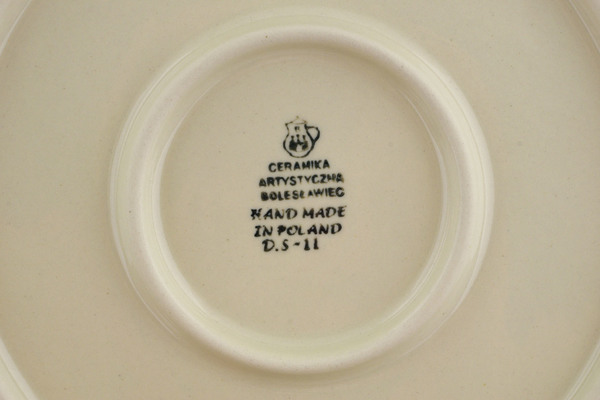 CERAMIKA
ARTYSTYCZNA
BOLESŁAWIEC
HAND MADE
IN POLAND
D.S-11